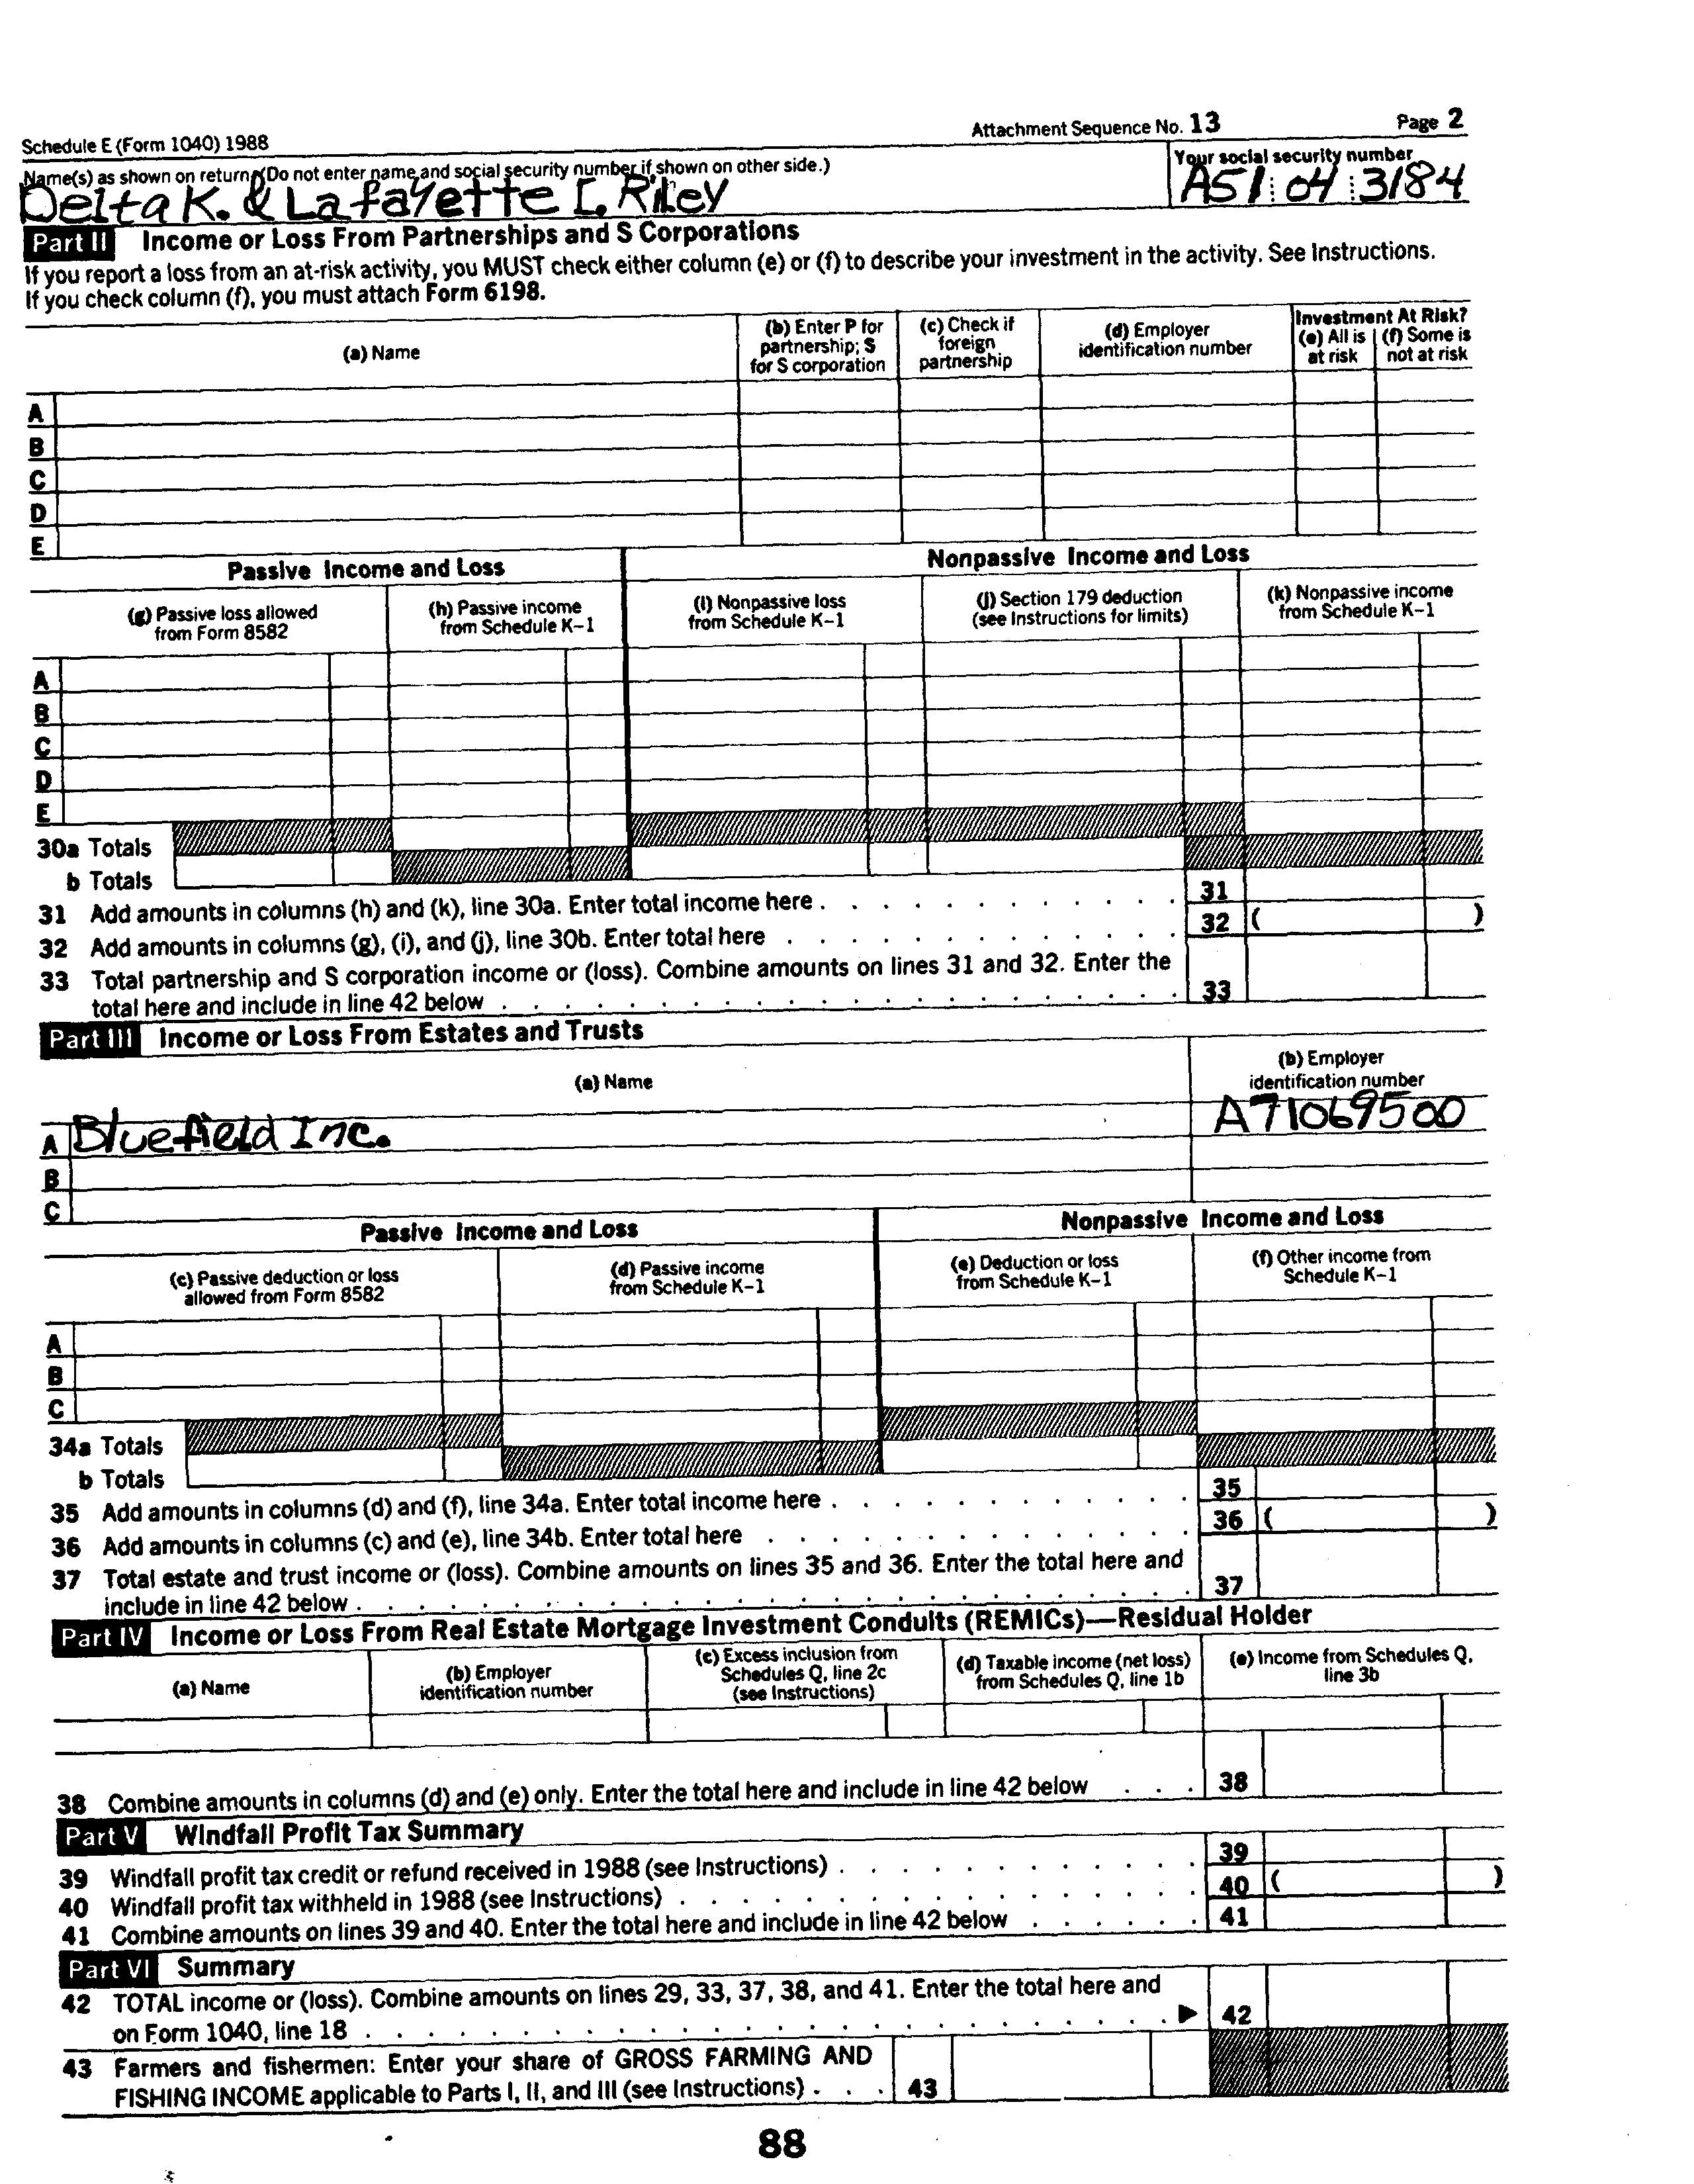 Schedule E (Form 1040) 1988
Attachment Sequence No. 13
Page 2
Name(s) as shown on return. (Do not enter name and social security number if shown on other side.)
Your social security number
Delta K. & Lafayette I. Riley
A51 04 3184
Part II Income or Loss From Partnerships and S Corporations
If you report a loss from an at-risk activity, you MUST check either column (e) or (f) to describe your investment in the activity. See Instructions.
If you check column (f), you must attach Form 6198.
(a) Name
(b) Enter P for
partnership; S
for S corporation
(c) Check if
foreign
partnership
(d) Employer
identification number
Investment At Risk?
(e) All is
at risk
(f) Some is
not at risk
A
B
C
D
E
Passive Income and Loss
Nonpassive Income and Loss
(g) Passive loss allowed
from Form 8582
(h) Passive income
from Schedule K–1
(i) Nonpassive loss
from Schedule K–1
(j) Section 179 deduction
(see Instructions for limits)
(k) Nonpassive income
from Schedule K–1
A
B
C
D
E
30a Totals
b Totals
31 Add amounts in columns (h) and (k), line 30a. Enter total income here . . . . . . . . . . . . 31
32 Add amounts in columns (g), (i), and (j), line 30b. Enter total here . . . . . . . . . . . . . 32 ( )
33 Total partnership and S corporation income or (loss). Combine amounts on lines 31 and 32. Enter the
total here and include in line 42 below . . . . . . . . . . . . . . . . . . . . . . 33
Part III Income or Loss From Estates and Trusts
(a) Name
(b) Employer
identification number
A Bluefield Inc. A71069500
B
C
Passive Income and Loss
Nonpassive Income and Loss
(c) Passive deduction or loss
allowed from Form 8582
(d) Passive income
from Schedule K–1
(e) Deduction or loss
from Schedule K–1
(f) Other income from
Schedule K–1
A
B
C
34a Totals
b Totals
35 Add amounts in columns (d) and (f), line 34a. Enter total income here . . . . . . . . . . . . 35
36 Add amounts in columns (c) and (e), line 34b. Enter total here . . . . . . . . . . . . . . 36 ( )
37 Total estate and trust income or (loss). Combine amounts on lines 35 and 36. Enter the total here and
include in line 42 below . . . . . . . . . . . . . . . . . . . . . . . . . . . 37
Part IV Income or Loss From Real Estate Mortgage Investment Conduits (REMICs)—Residual Holder
(a) Name
(b) Employer
identification number
(c) Excess inclusion from
Schedules Q, line 2c
(see Instructions)
(d) Taxable income (net loss)
from Schedules Q, line 1b
(e) Income from Schedules Q,
line 3b
38 Combine amounts in columns (d) and (e) only. Enter the total here and include in line 42 below . . . 38
Part V Windfall Profit Tax Summary
39 Windfall profit tax credit or refund received in 1988 (see Instructions) . . . . . . . . . . . . 39
40 Windfall profit tax withheld in 1988 (see Instructions) . . . . . . . . . . . . . . . . . 40 ( )
41 Combine amounts on lines 39 and 40. Enter the total here and include in line 42 below . . . . . . 41
Part VI Summary
42 TOTAL income or (loss). Combine amounts on lines 29, 33, 37, 38, and 41. Enter the total here and
on Form 1040, line 18 . . . . . . . . . . . . . . . . . . . . . . . . . . ▶ 42
43 Farmers and fishermen: Enter your share of GROSS FARMING AND
FISHING INCOME applicable to Parts I, II, and III (see Instructions) . . . 43
88